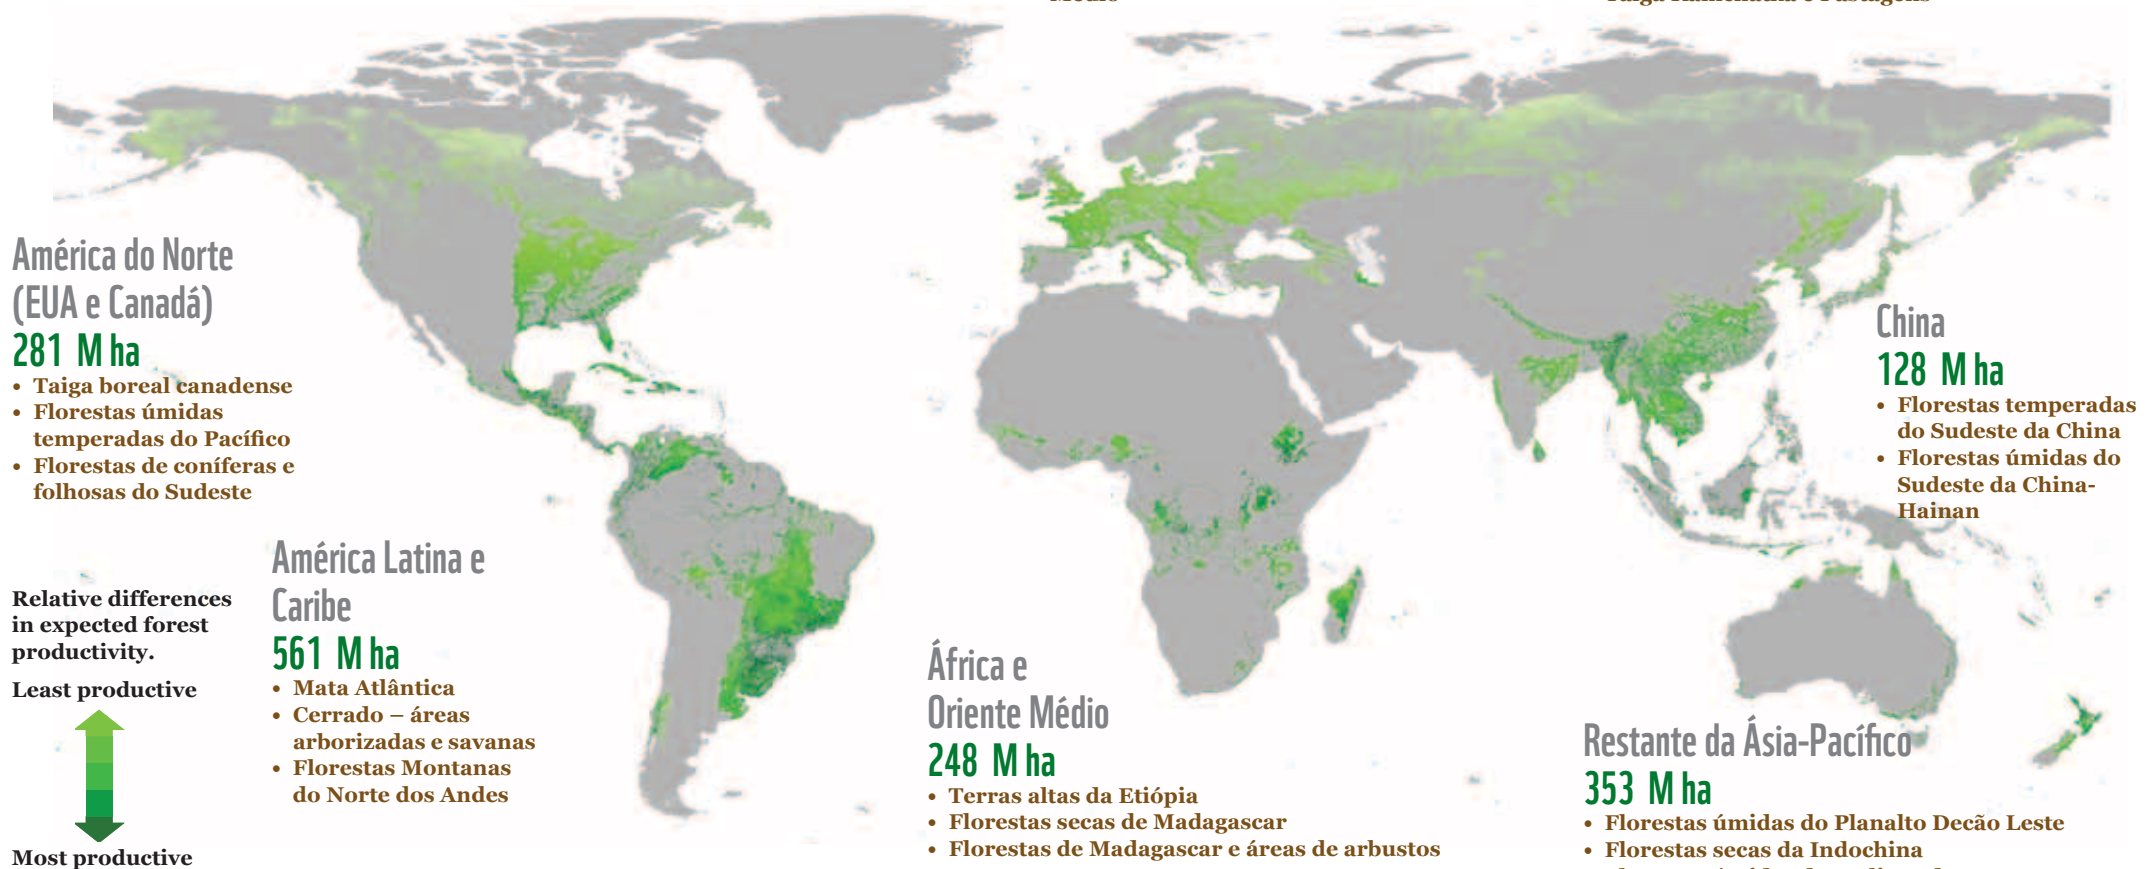 América do Norte
(EUA e Canadá)
281 M ha
• Taiga boreal canadense
• Florestas úmidas
temperadas do Pacífico
• Florestas de coníferas e
folhosas do Sudeste
América Latina e
Caribe
561 M ha
• Mata Atlântica
• Cerrado – áreas
arborizadas e savanas
• Florestas Montanas
do Norte dos Andes
Relative differences
in expected forest
productivity.
Least productive
Most productive
África e
Oriente Médio
248 M ha
• Terras altas da Etiópia
• Florestas secas de Madagascar
• Florestas de Madagascar e áreas de arbustos
China
128 M ha
• Florestas temperadas
do Sudeste da China
• Florestas úmidas do
Sudeste da China-
Hainan
Restante da Ásia-Pacífico
353 M ha
• Florestas úmidas do Planalto Decão Leste
• Florestas secas da Indochina